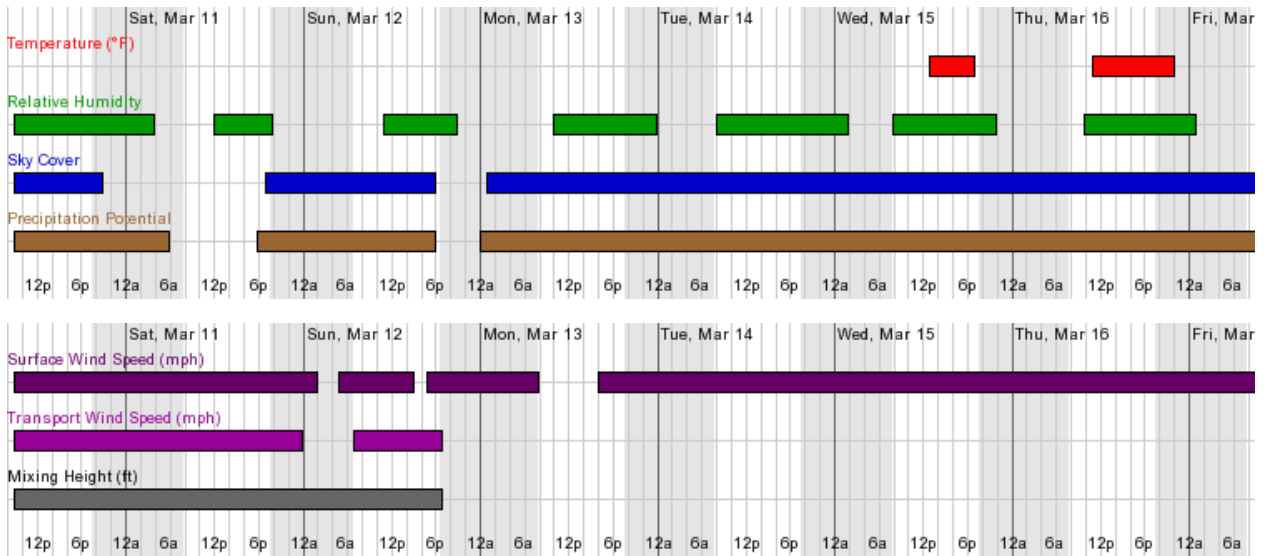 Sat, Mar 11 Sun, Mar 12 Mon, Mar 13 Tue, Mar 14 Wed, Mar 15 Thu, Mar 16 Fri, Mar
Temperature (°F)
Relative Humidity
Sky Cover
Precipitation Potential
12p 6p 12a 6a 12p 6p 12a 6a 12p 6p 12a 6a 12p 6p 12a 6a 12p 6p 12a 6a 12p 6p 12a 6a 12p 6p 12a 6a
Sat, Mar 11 Sun, Mar 12 Mon, Mar 13 Tue, Mar 14 Wed, Mar 15 Thu, Mar 16 Fri, Mar
Surface Wind Speed (mph)
Transport Wind Speed (mph)
Mixing Height (ft)
12p 6p 12a 6a 12p 6p 12a 6a 12p 6p 12a 6a 12p 6p 12a 6a 12p 6p 12a 6a 12p 6p 12a 6a 12p 6p 12a 6a